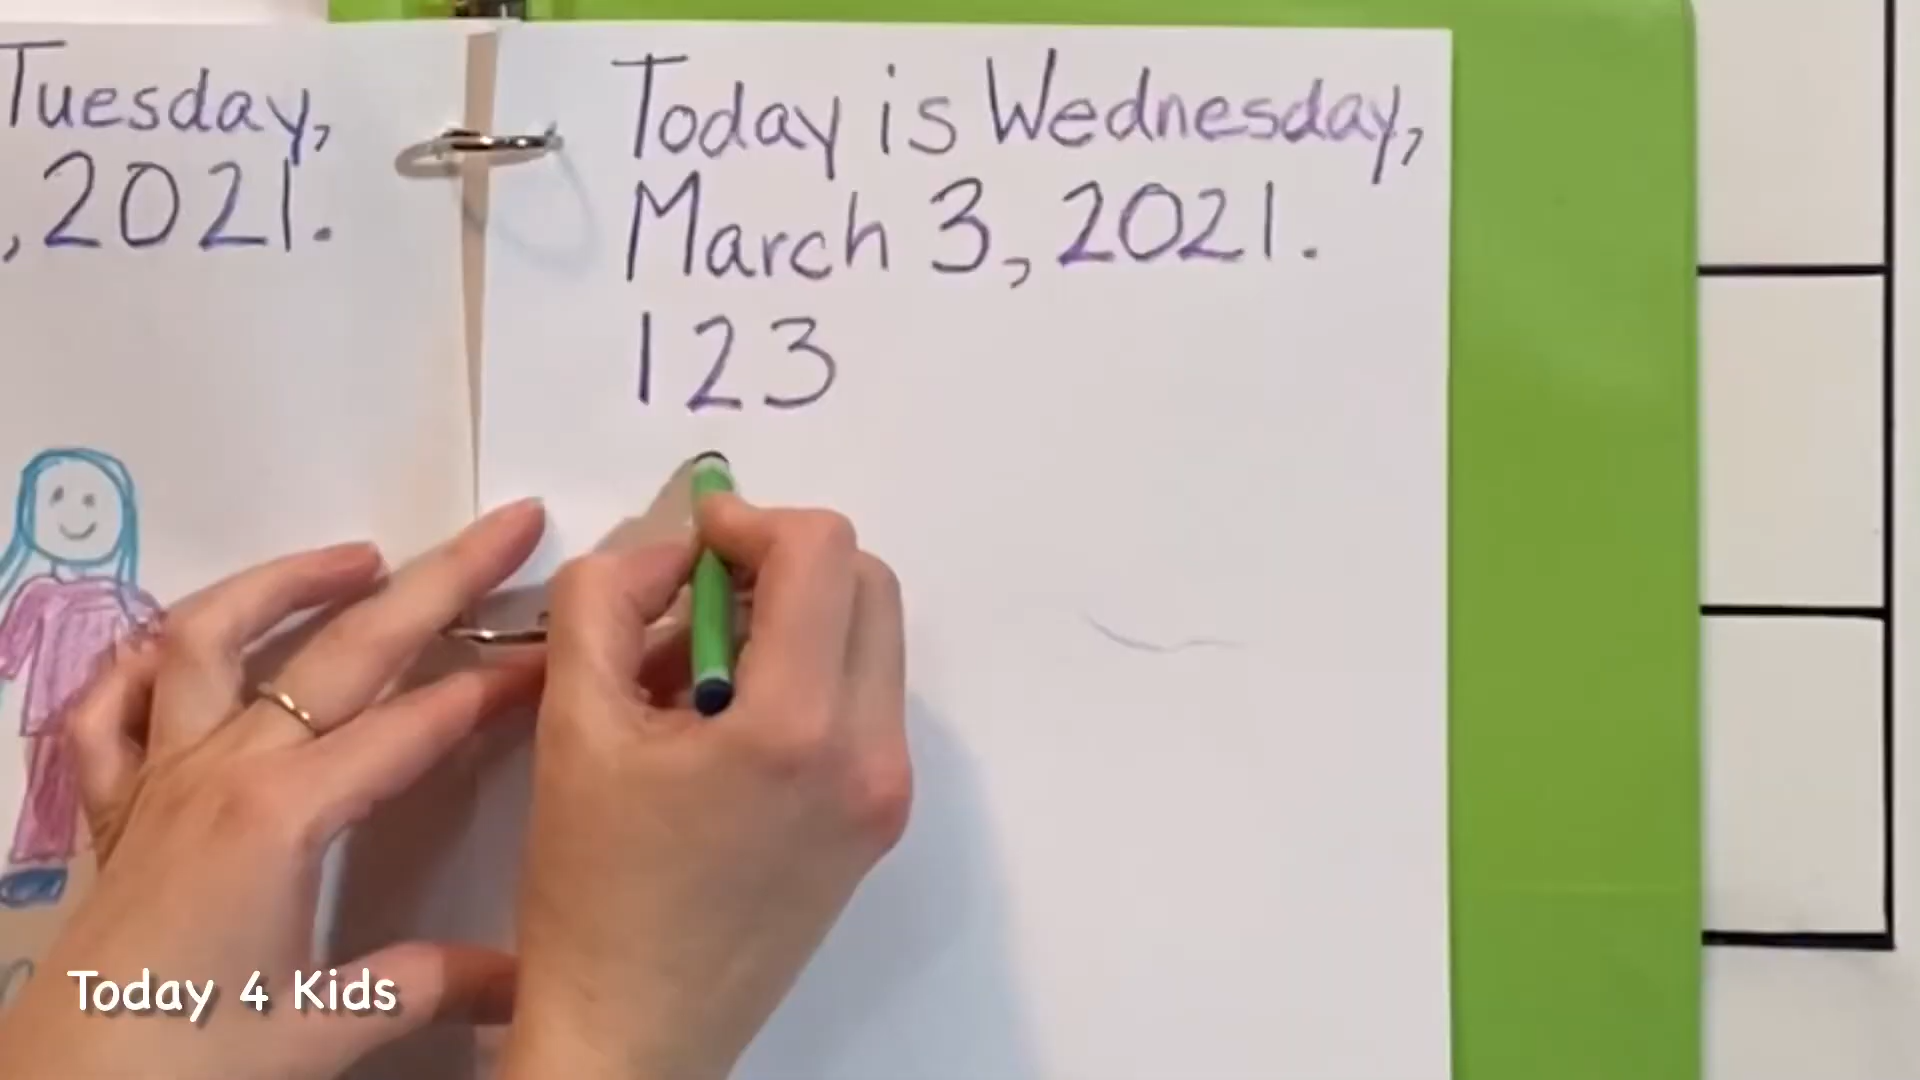 Tuesday,
, 2021.
Today is Wednesday,
March 3, 2021.
123
Today 4 Kids